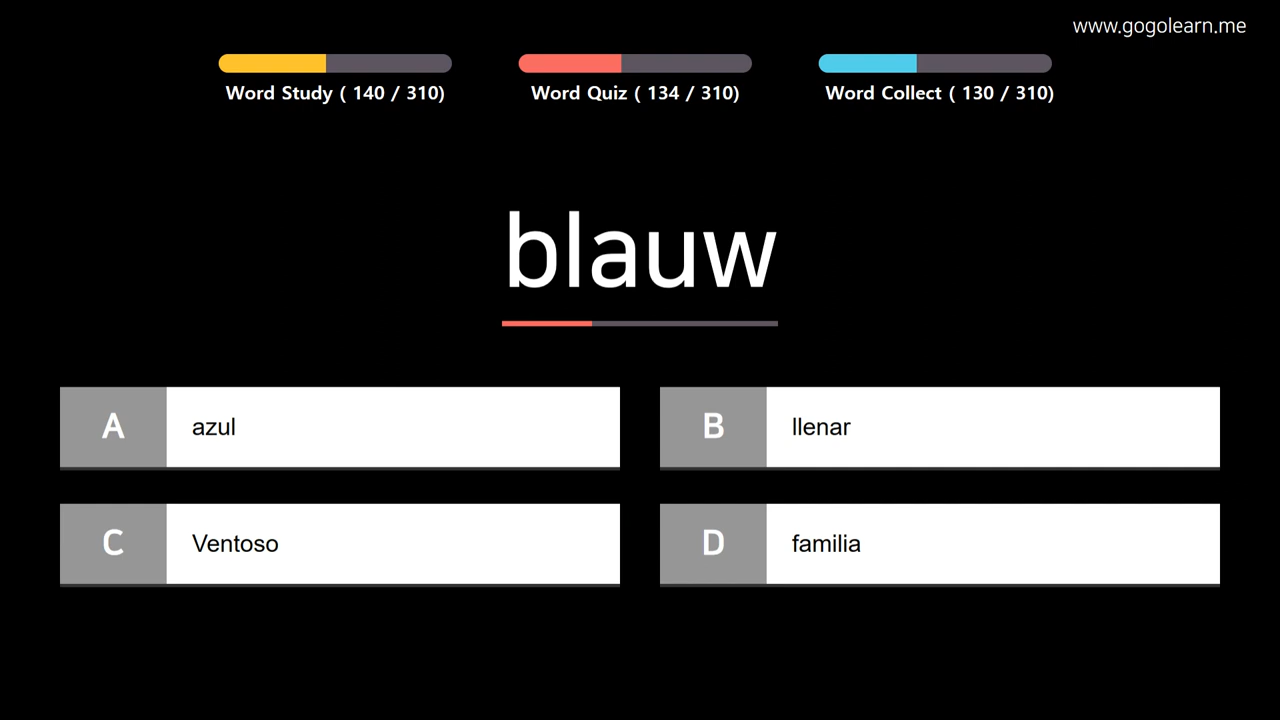 www.gogolearn.me
Word Study ( 140 / 310)
Word Quiz ( 134 / 310)
Word Collect ( 130 / 310)
blauw
A azul
B llenar
C Ventoso
D familia